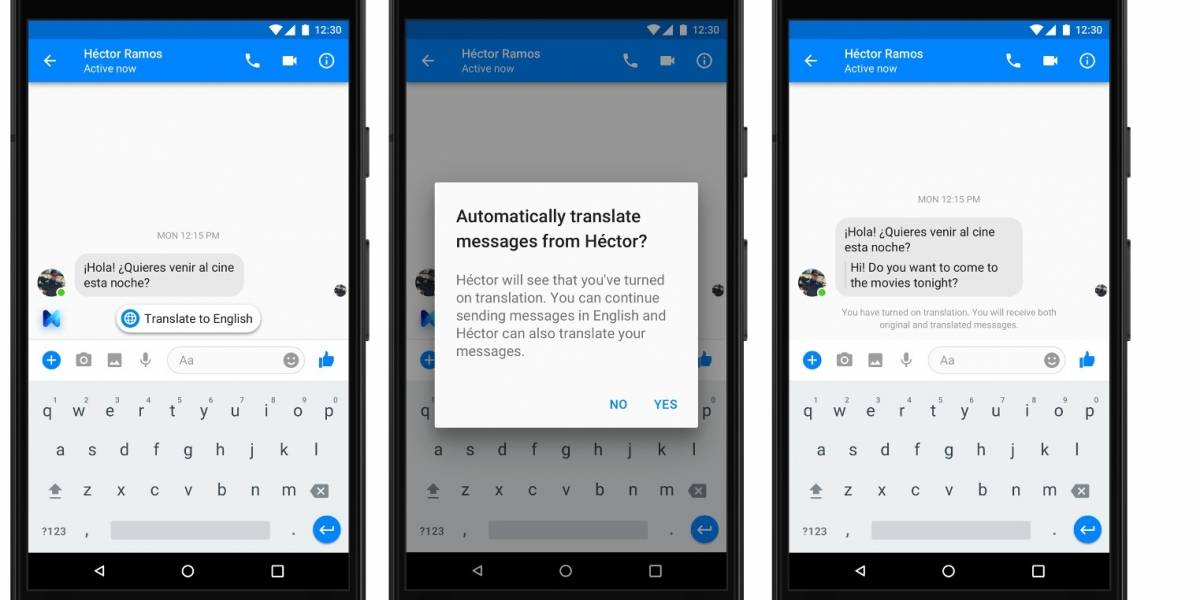 12:30
Héctor Ramos
Active now
MON 12:15 PM
¡Hola! ¿Quieres venir al cine
esta noche?
Translate to English
Aa
1 2 3 4 5 6 7 8 9 0
q w e r t y u i o p
a s d f g h j k l
z x c v b n m
?123 , .
12:30
Héctor Ramos
Active now
Automatically translate
messages from Héctor?
Héctor will see that you've turned
on translation. You can continue
sending messages in English and
Héctor can also translate your
messages.
NO YES
q p
a s d f g h j k l
z x c v b n m
?123 , .
12:30
Héctor Ramos
Active now
MON 12:15 PM
¡Hola! ¿Quieres venir al cine
esta noche?
Hi! Do you want to come to
the movies tonight?
You have turned on translation. You will receive both
original and translated messages.
Aa
1 2 3 4 5 6 7 8 9 0
q w e r t y u i o p
a s d f g h j k l
z x c v b n m
?123 , .